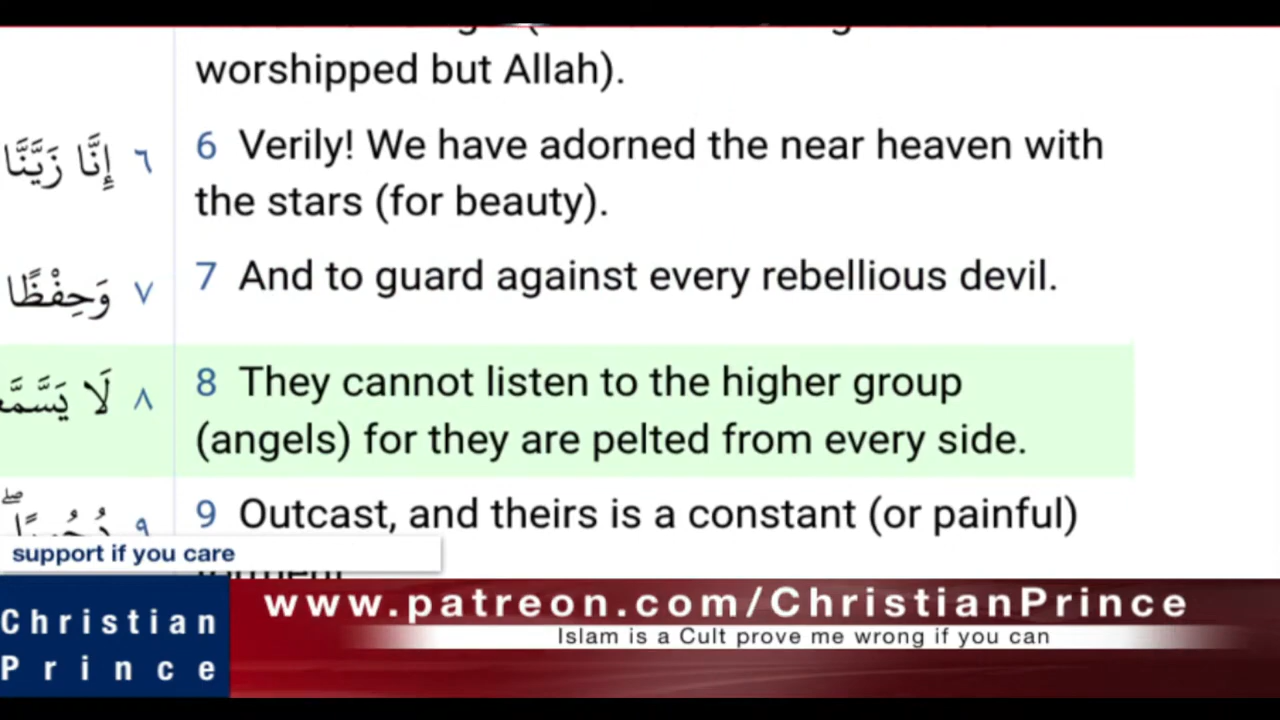 worshipped but Allah).
٦ إِنَّا زَيَّنَّا
6 Verily! We have adorned the near heaven with
the stars (for beauty).
٧ وَحِفْظًا
7 And to guard against every rebellious devil.
٨ لَا
8 They cannot listen to the higher group
(angels) for they are pelted from every side.
٩
9 Outcast, and theirs is a constant (or painful)
support if you care
Christian
Prince
www.patreon.com/ChristianPrince
Islam is a Cult prove me wrong if you can